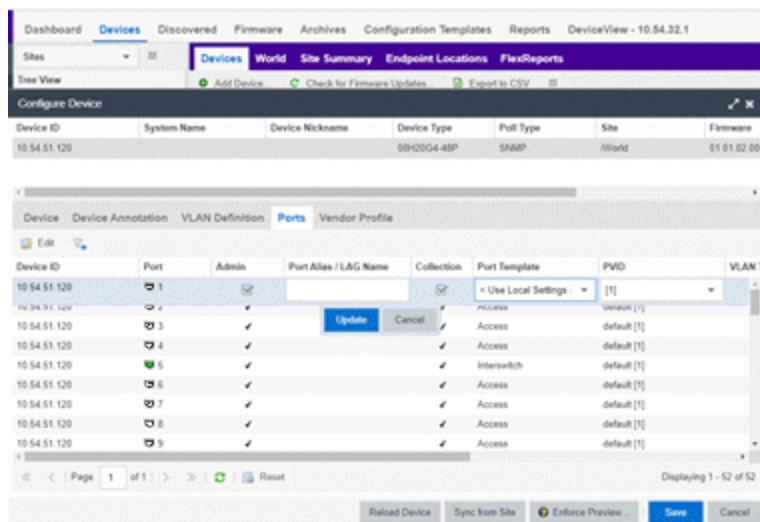 Dashboard Devices Discovered Firmware Archives Configuration Templates Reports DeviceView - 10.54.32.1
Sites Devices World Site Summary Endpoint Locations FlexReports
Tree View Add Device... Check for Firmware Updates Export to CSV
Configure Device
Device ID System Name Device Nickname Device Type Poll Type Site Firmware
10.54.51.120 08H20G4-48P SNMP /World 01.01.02.00
Device Device Annotation VLAN Definition Ports Vendor Profile
Edit
Device ID Port Admin Port Alias / LAG Name Collection Port Template PVID VLAN T
10.54.51.120 1 < Use Local Settings [1]
10.54.51.120 2 Access default [1]
Update Cancel
10.54.51.120 3 Access default [1]
10.54.51.120 4 Access default [1]
10.54.51.120 5 Interswitch default [1]
10.54.51.120 6 Access default [1]
10.54.51.120 7 Access default [1]
10.54.51.120 8 Access default [1]
10.54.51.120 9 Access default [1]
Page 1 of 1 Reset Displaying 1 - 52 of 52
Reload Device Sync from Site Enforce Preview... Save Cancel